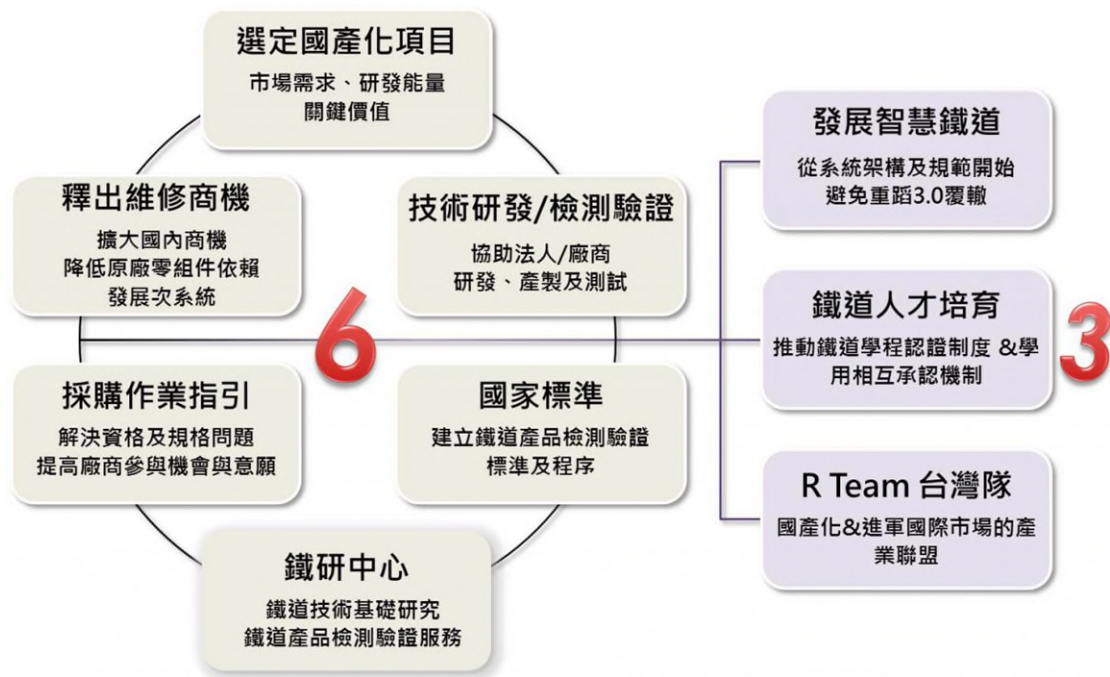 選定國產化項目
市場需求、研發能量
關鍵價值
釋出維修商機
擴大國內商機
降低原廠零組件依賴
發展次系統
技術研發/檢測驗證
協助法人/廠商
研發、產製及測試
6
採購作業指引
解決資格及規格問題
提高廠商參與機會與意願
國家標準
建立鐵道產品檢測驗證
標準及程序
鐵研中心
鐵道技術基礎研究
鐵道產品檢測驗證服務
發展智慧鐵道
從系統架構及規範開始
避免重蹈3.0覆轍
鐵道人才培育
推動鐵道學程認證制度 &學
用相互承認機制
3
R Team 台灣隊
國產化&進軍國際市場的產
業聯盟